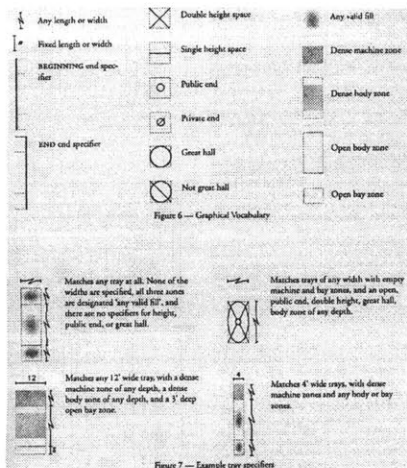 Any length or width
Fixed length or width
BEGINNING end spec-
ifier
END end specifier
Double height space
Single height space
Public end
Private end
Great hall
Not great hall
Any valid fill
Dense machine zone
Dense body zone
Open body zone
Open bay zone
Figure 6 — Graphical Vocabulary
Matches any tray at all. None of the
widths are specified, all three zones
are designated 'any valid fill', and
there are no specifiers for height,
public end, or great hall.
Matches trays of any width with empty
machine and bay zones, and an open,
public end, double height, great hall,
body zone of any depth.
12
Matches any 12' wide tray, with a dense
machine zone of any depth, a dense
body zone of any depth, and a 3' deep
open bay zone.
4
Matches 4' wide trays, with dense
machine zones and any body or bay
zones.
Figure 7 — Example tray specifiers